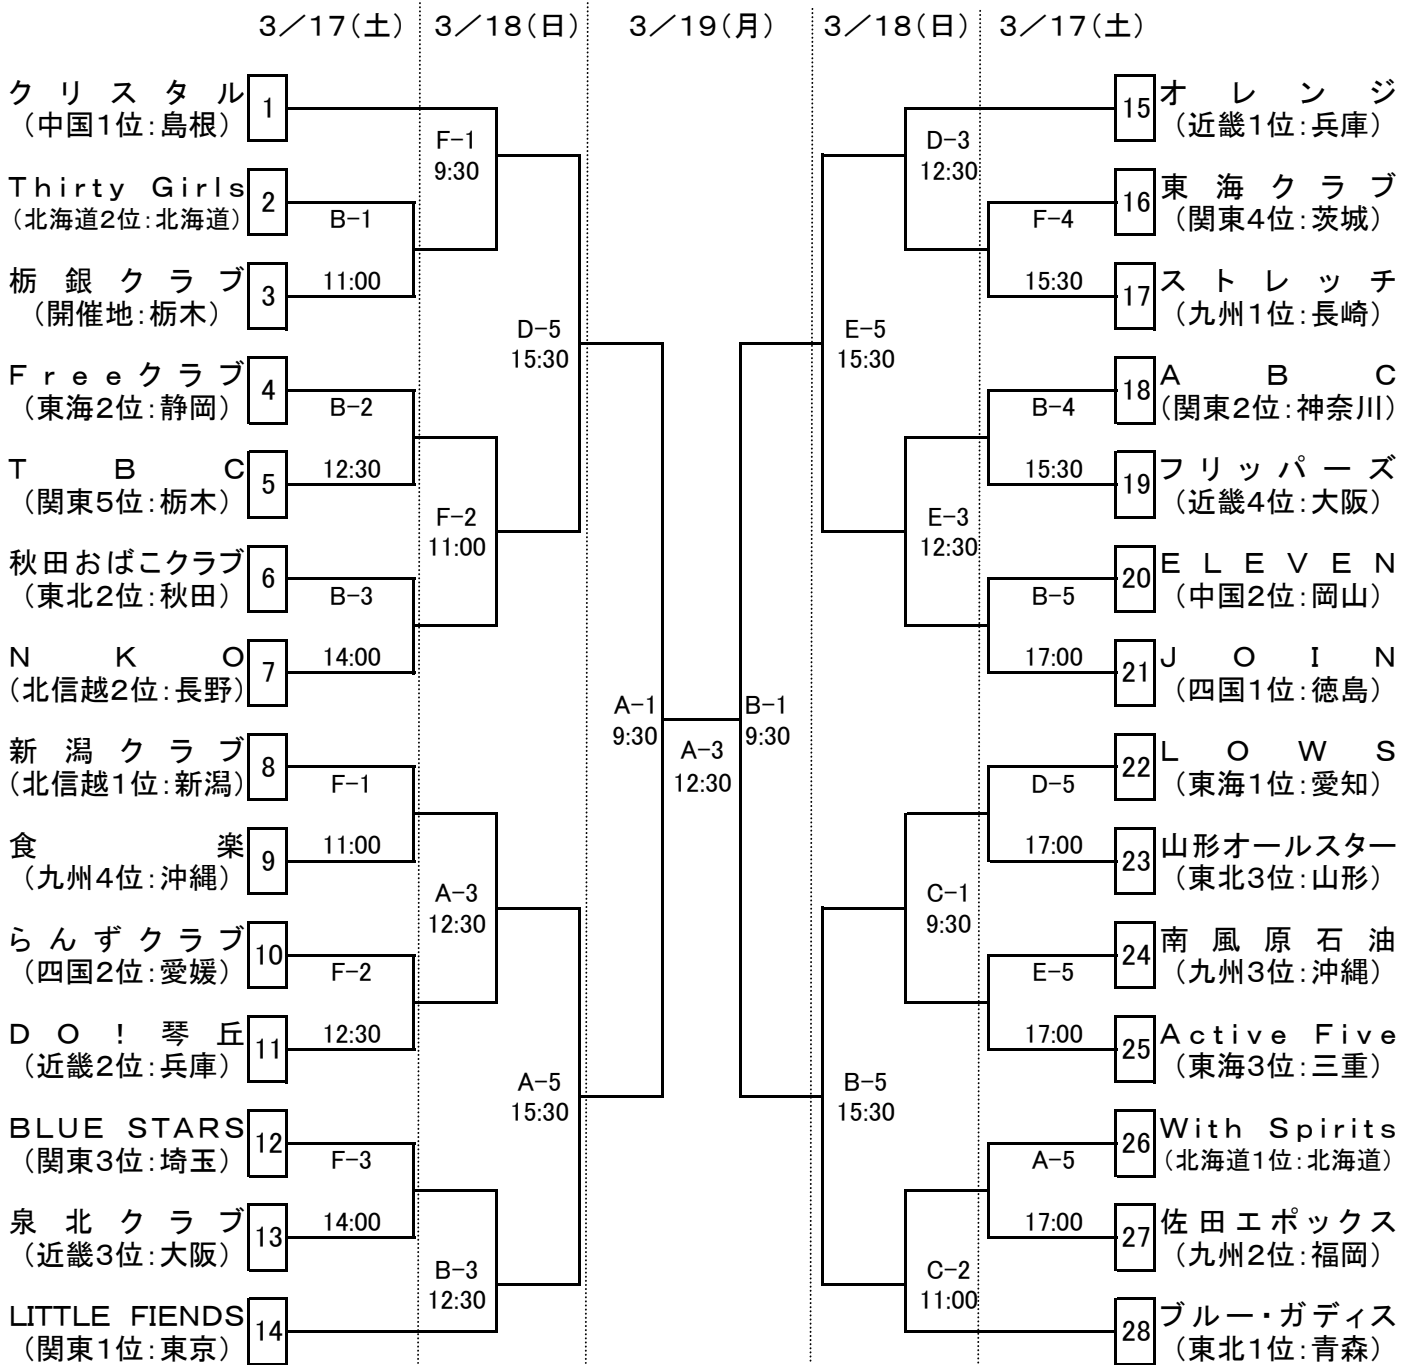 3／17（土） 3／18（日） 3／19（月） 3／18（日） 3／17（土）
クリスタル
（中国1位：島根）
1
Thirty Girls
（北海道2位：北海道）
2
B-1
11:00
栃銀クラブ
（開催地：栃木）
3
F-1
9:30
Freeクラブ
（東海2位：静岡）
4
B-2
12:30
TBC
（関東5位：栃木）
5
D-5
15:30
秋田おばこクラブ
（東北2位：秋田）
6
B-3
14:00
NKO
（北信越2位：長野）
7
F-2
11:00
新潟クラブ
（北信越1位：新潟）
8
F-1
11:00
食楽
（九州4位：沖縄）
9
A-3
12:30
らんずクラブ
（四国2位：愛媛）
10
F-2
12:30
DO!琴丘
（近畿2位：兵庫）
11
A-5
15:30
BLUE STARS
（関東3位：埼玉）
12
F-3
14:00
泉北クラブ
（近畿3位：大阪）
13
B-3
12:30
LITTLE FIENDS
（関東1位：東京）
14
A-1
9:30
A-3
12:30
B-1
9:30
15
オレンジ
（近畿1位：兵庫）
D-3
12:30
16
東海クラブ
（関東4位：茨城）
F-4
15:30
17
ストレッチ
（九州1位：長崎）
E-5
15:30
18
ABC
（関東2位：神奈川）
B-4
15:30
19
フリッパーズ
（近畿4位：大阪）
E-3
12:30
20
ELEVEN
（中国2位：岡山）
B-5
17:00
21
JOIN
（四国1位：徳島）
22
LOWS
（東海1位：愛知）
D-5
17:00
23
山形オールスター
（東北3位：山形）
C-1
9:30
24
南風原石油
（九州3位：沖縄）
E-5
17:00
25
Active Five
（東海3位：三重）
B-5
15:30
26
With Spirits
（北海道1位：北海道）
A-5
17:00
27
佐田エポックス
（九州2位：福岡）
C-2
11:00
28
ブルー・ガディス
（東北1位：青森）